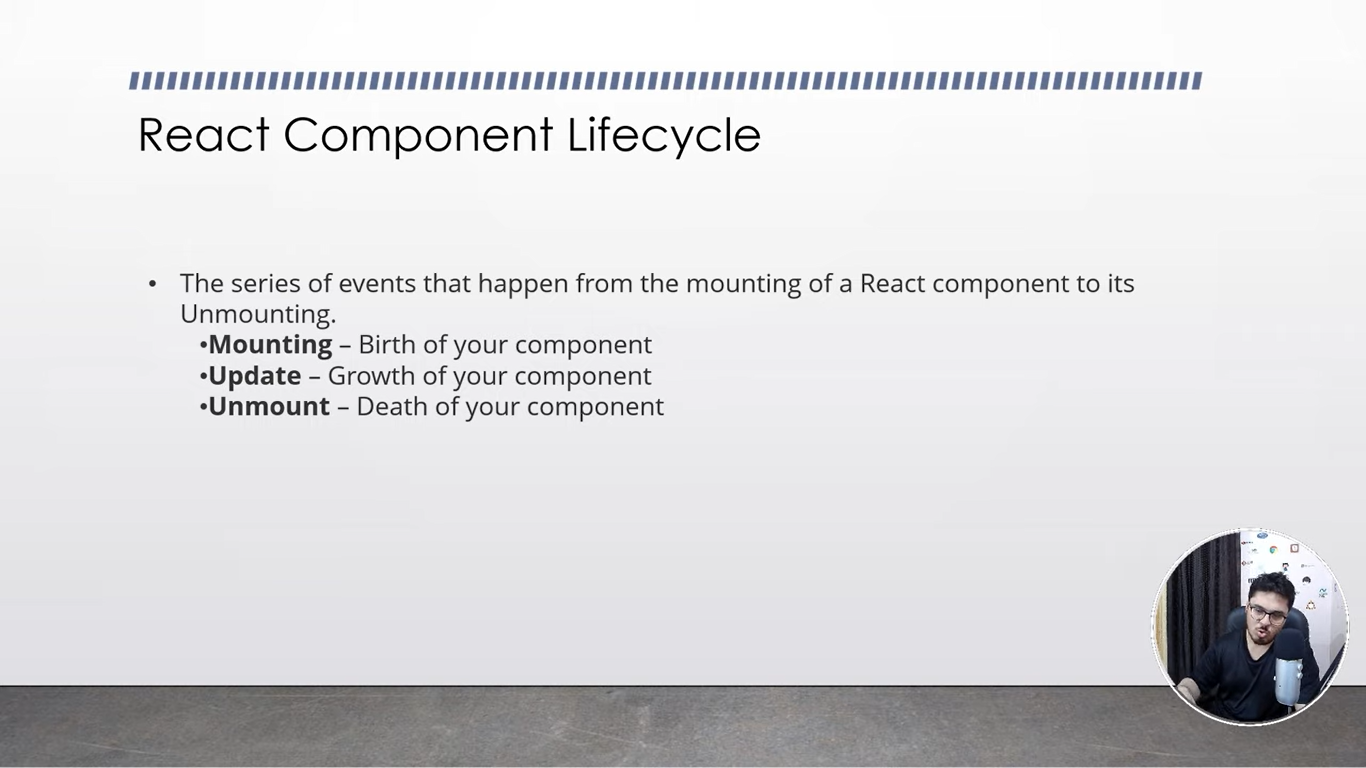 React Component Lifecycle
• The series of events that happen from the mounting of a React component to its
Unmounting.
•Mounting – Birth of your component
•Update – Growth of your component
•Unmount – Death of your component